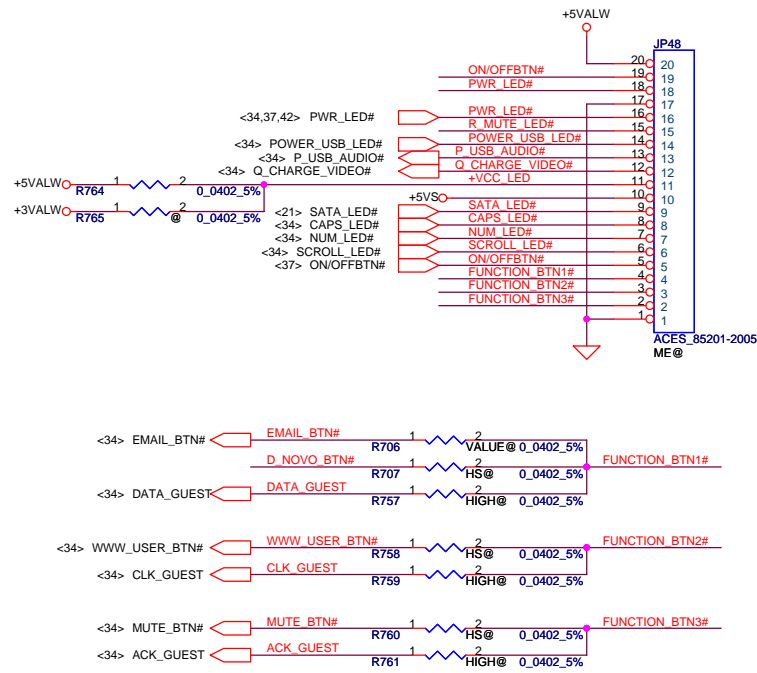 +5VALW
JP48
20 20
ON/OFFBTN# 19 19
PWR_LED# 18 18
17 17
<34,37,42> PWR_LED# PWR_LED# 16 16
R_MUTE_LED# 15 15
<34> POWER_USB_LED# POWER_USB_LED# 14 14
<34> P_USB_AUDIO# P_USB_AUDIO# 13 13
<34> Q_CHARGE_VIDEO# Q_CHARGE_VIDEO# 12 12
+5VALW R764 1 2 0_0402_5% +VCC_LED 11 11
+5VS 10 10
+3VALW R765 1 2 @ 0_0402_5%
<21> SATA_LED# SATA_LED# 9 9
<34> CAPS_LED# CAPS_LED# 8 8
<34> NUM_LED# NUM_LED# 7 7
<34> SCROLL_LED# SCROLL_LED# 6 6
<37> ON/OFFBTN# ON/OFFBTN# 5 5
FUNCTION_BTN1# 4 4
FUNCTION_BTN2# 3 3
FUNCTION_BTN3# 2 2
1 1
ACES_85201-2005
ME@
<34> EMAIL_BTN# EMAIL_BTN# R706 1 2 VALUE@ 0_0402_5%
D_NOVO_BTN# R707 1 2 HS@ 0_0402_5% FUNCTION_BTN1#
<34> DATA_GUEST DATA_GUEST R757 1 2 HIGH@ 0_0402_5%
<34> WWW_USER_BTN# WWW_USER_BTN# R758 1 2 HS@ 0_0402_5% FUNCTION_BTN2#
<34> CLK_GUEST CLK_GUEST R759 1 2 HIGH@ 0_0402_5%
<34> MUTE_BTN# MUTE_BTN# R760 1 2 HS@ 0_0402_5% FUNCTION_BTN3#
<34> ACK_GUEST ACK_GUEST R761 1 2 HIGH@ 0_0402_5%